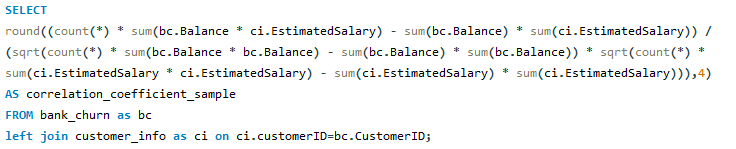 SELECT
round((count(*) * sum(bc.Balance * ci.EstimatedSalary) - sum(bc.Balance) * sum(ci.EstimatedSalary)) /
(sqrt(count(*) * sum(bc.Balance * bc.Balance) - sum(bc.Balance) * sum(bc.Balance)) * sqrt(count(*) *
sum(ci.EstimatedSalary * ci.EstimatedSalary) - sum(ci.EstimatedSalary) * sum(ci.EstimatedSalary))),4)
AS correlation_coefficient_sample
FROM bank_churn as bc
left join customer_info as ci on ci.customerID=bc.CustomerID;